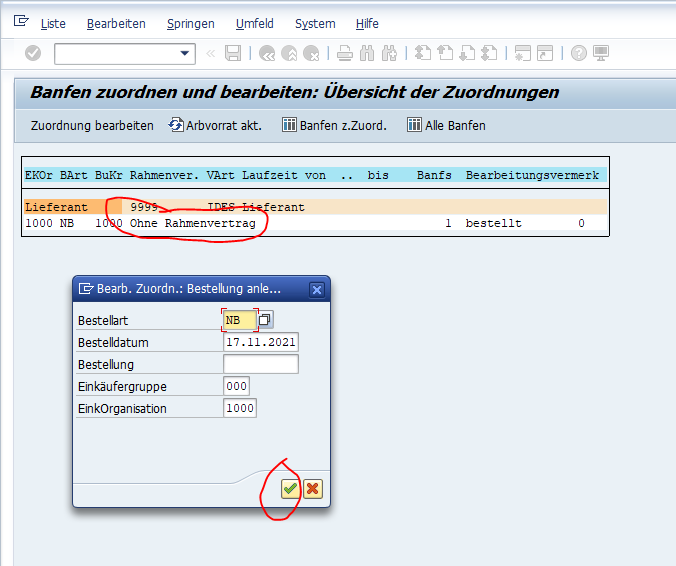 Liste Bearbeiten Springen Umfeld System Hilfe
Banfen zuordnen und bearbeiten: Übersicht der Zuordnungen
Zuordnung bearbeiten Arbvorrat akt. Banfen z.Zuord. Alle Banfen
EKOr BArt BuKr Rahmenver. VArt Laufzeit von .. bis Banfs Bearbeitungsvermerk
Lieferant 9999 IDES Lieferant
1000 NB 1000 Ohne Rahmenvertrag 1 bestellt 0
Bearb. Zuordn.: Bestellung anle...
Bestellart NB
Bestelldatum 17.11.2021
Bestellung
Einkäufergruppe 000
EinkOrganisation 1000